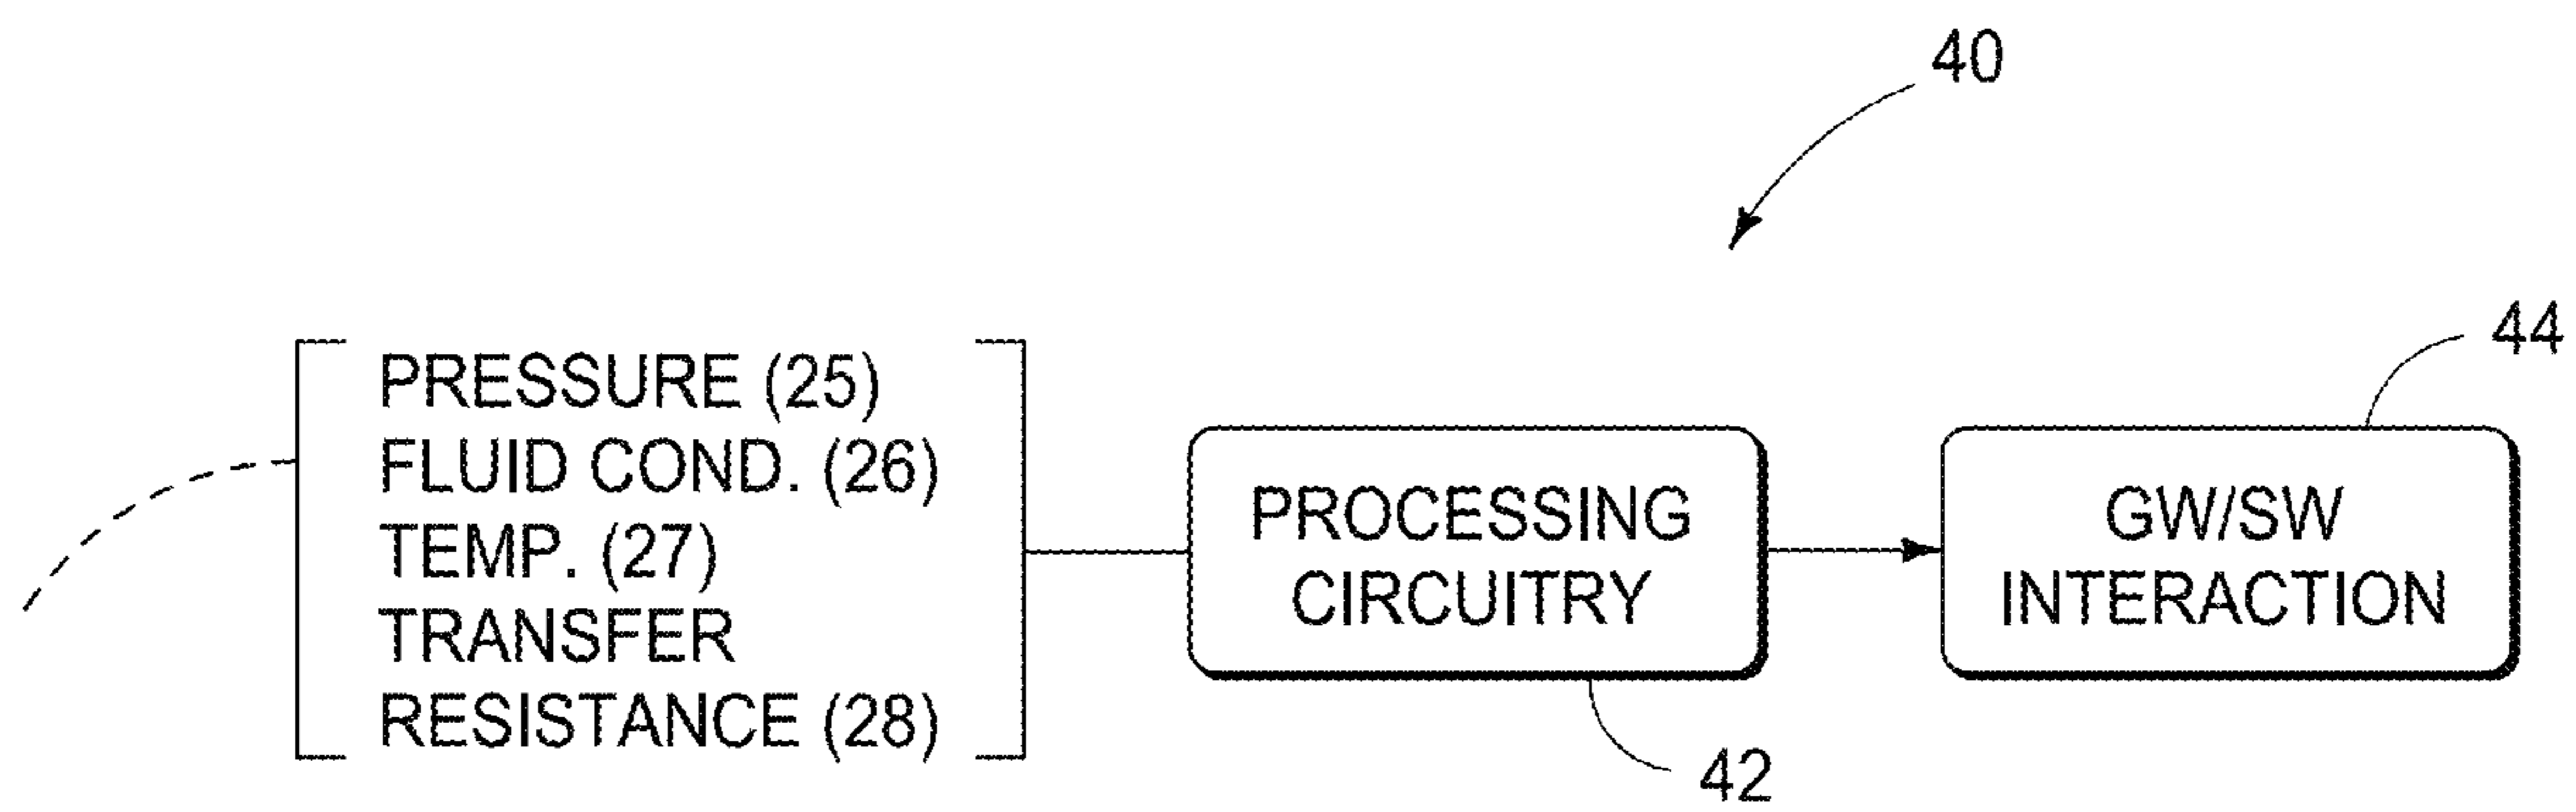 40
44
PRESSURE (25)
FLUID COND. (26)
TEMP. (27)
TRANSFER
RESISTANCE (28)
PROCESSING
CIRCUITRY
GW/SW
INTERACTION
42